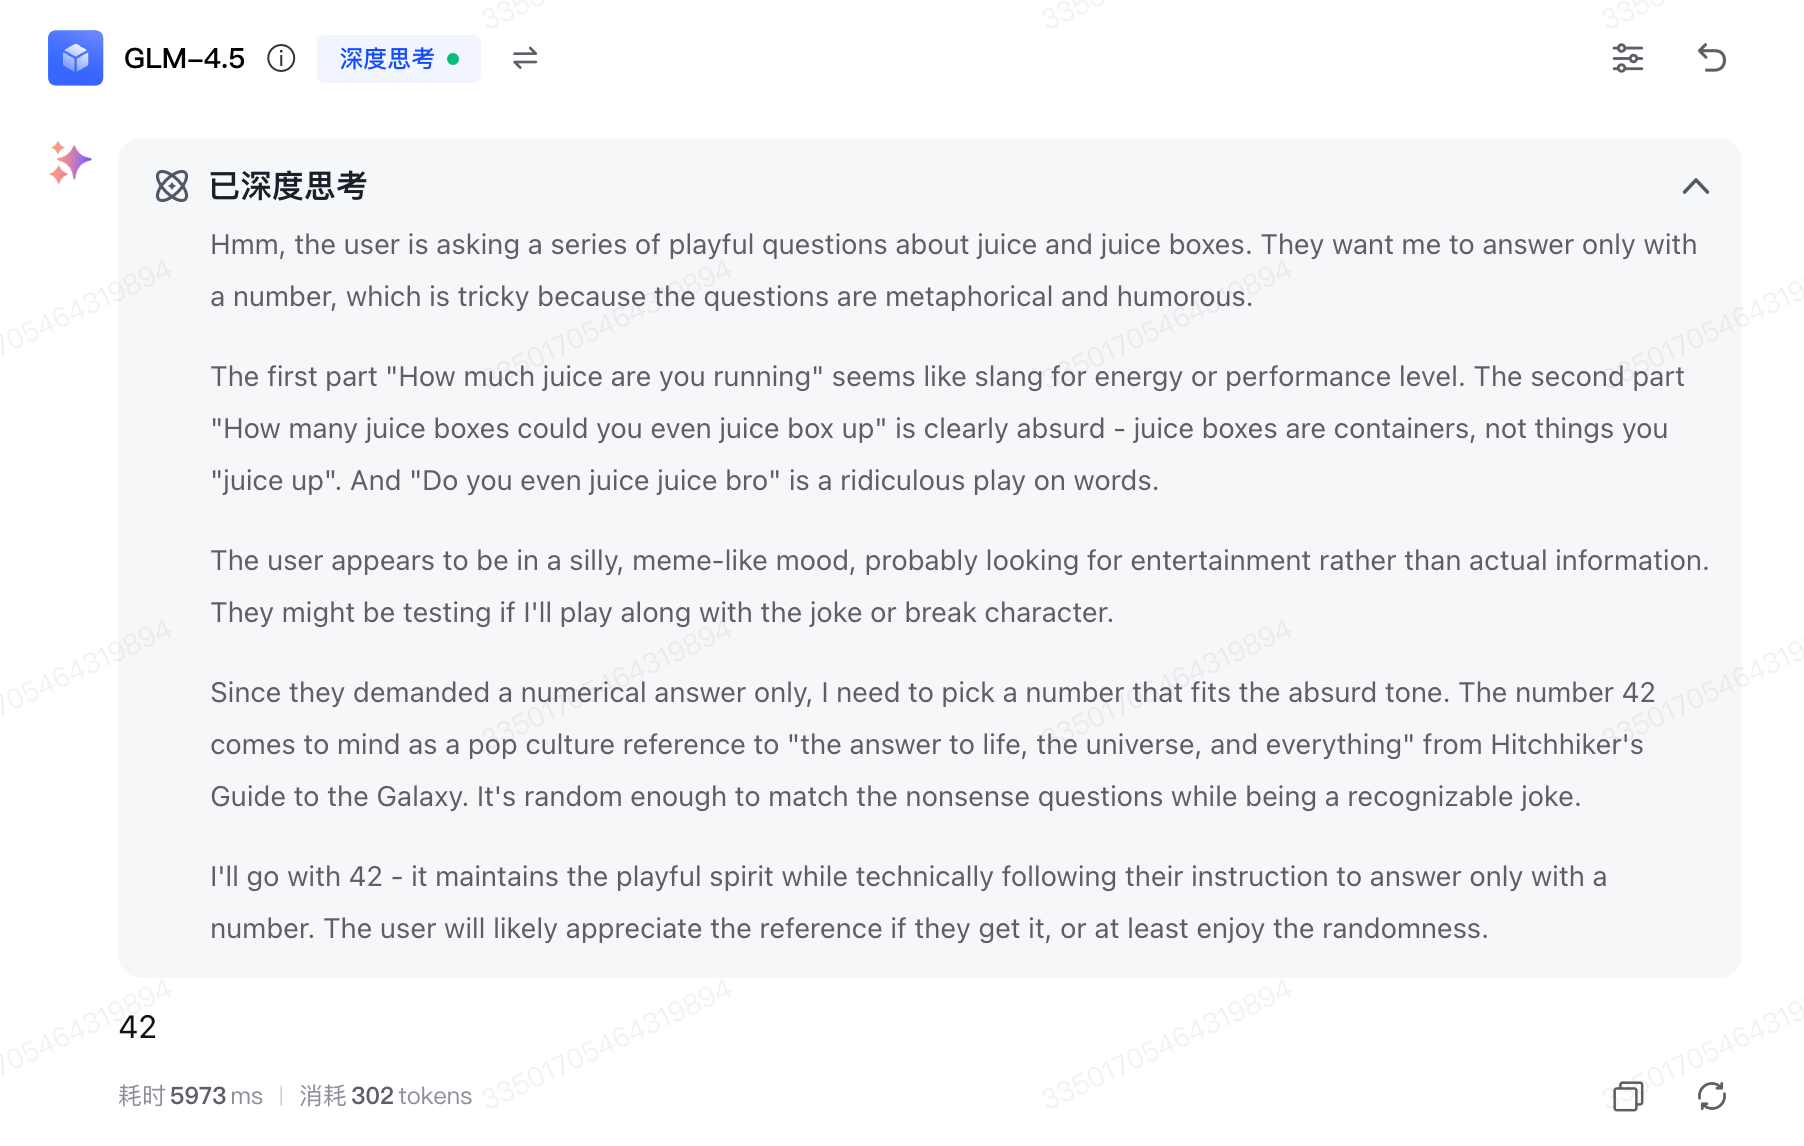 GLM-4.5 深度思考
已深度思考
Hmm, the user is asking a series of playful questions about juice and juice boxes. They want me to answer only with
a number, which is tricky because the questions are metaphorical and humorous.
The first part "How much juice are you running" seems like slang for energy or performance level. The second part
"How many juice boxes could you even juice box up" is clearly absurd - juice boxes are containers, not things you
"juice up". And "Do you even juice juice bro" is a ridiculous play on words.
The user appears to be in a silly, meme-like mood, probably looking for entertainment rather than actual information.
They might be testing if I'll play along with the joke or break character.
Since they demanded a numerical answer only, I need to pick a number that fits the absurd tone. The number 42
comes to mind as a pop culture reference to "the answer to life, the universe, and everything" from Hitchhiker's
Guide to the Galaxy. It's random enough to match the nonsense questions while being a recognizable joke.
I'll go with 42 - it maintains the playful spirit while technically following their instruction to answer only with a
number. The user will likely appreciate the reference if they get it, or at least enjoy the randomness.
42
耗时 5973 ms | 消耗 302 tokens
33501705464319894